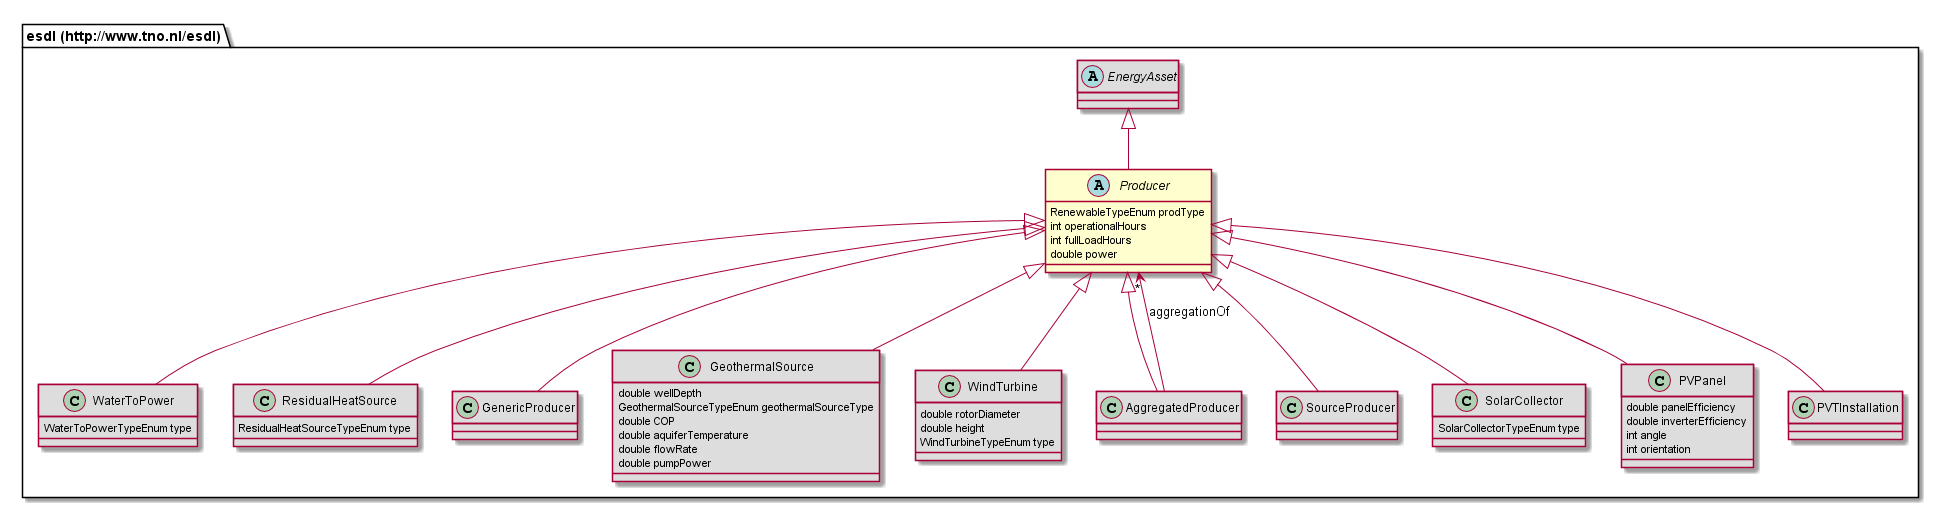 esdl (http://www.tno.nl/esdl)
A EnergyAsset
A Producer
RenewableTypeEnum prodType
int operationalHours
int fullLoadHours
double power
*
aggregationOf
C WaterToPower
WaterToPowerTypeEnum type
C ResidualHeatSource
ResidualHeatSourceTypeEnum type
C GenericProducer
C GeothermalSource
double wellDepth
GeothermalSourceTypeEnum geothermalSourceType
double COP
double aquiferTemperature
double flowRate
double pumpPower
C WindTurbine
double rotorDiameter
double height
WindTurbineTypeEnum type
C AggregatedProducer
C SourceProducer
C SolarCollector
SolarCollectorTypeEnum type
C PVPanel
double panelEfficiency
double inverterEfficiency
int angle
int orientation
C PVTInstallation